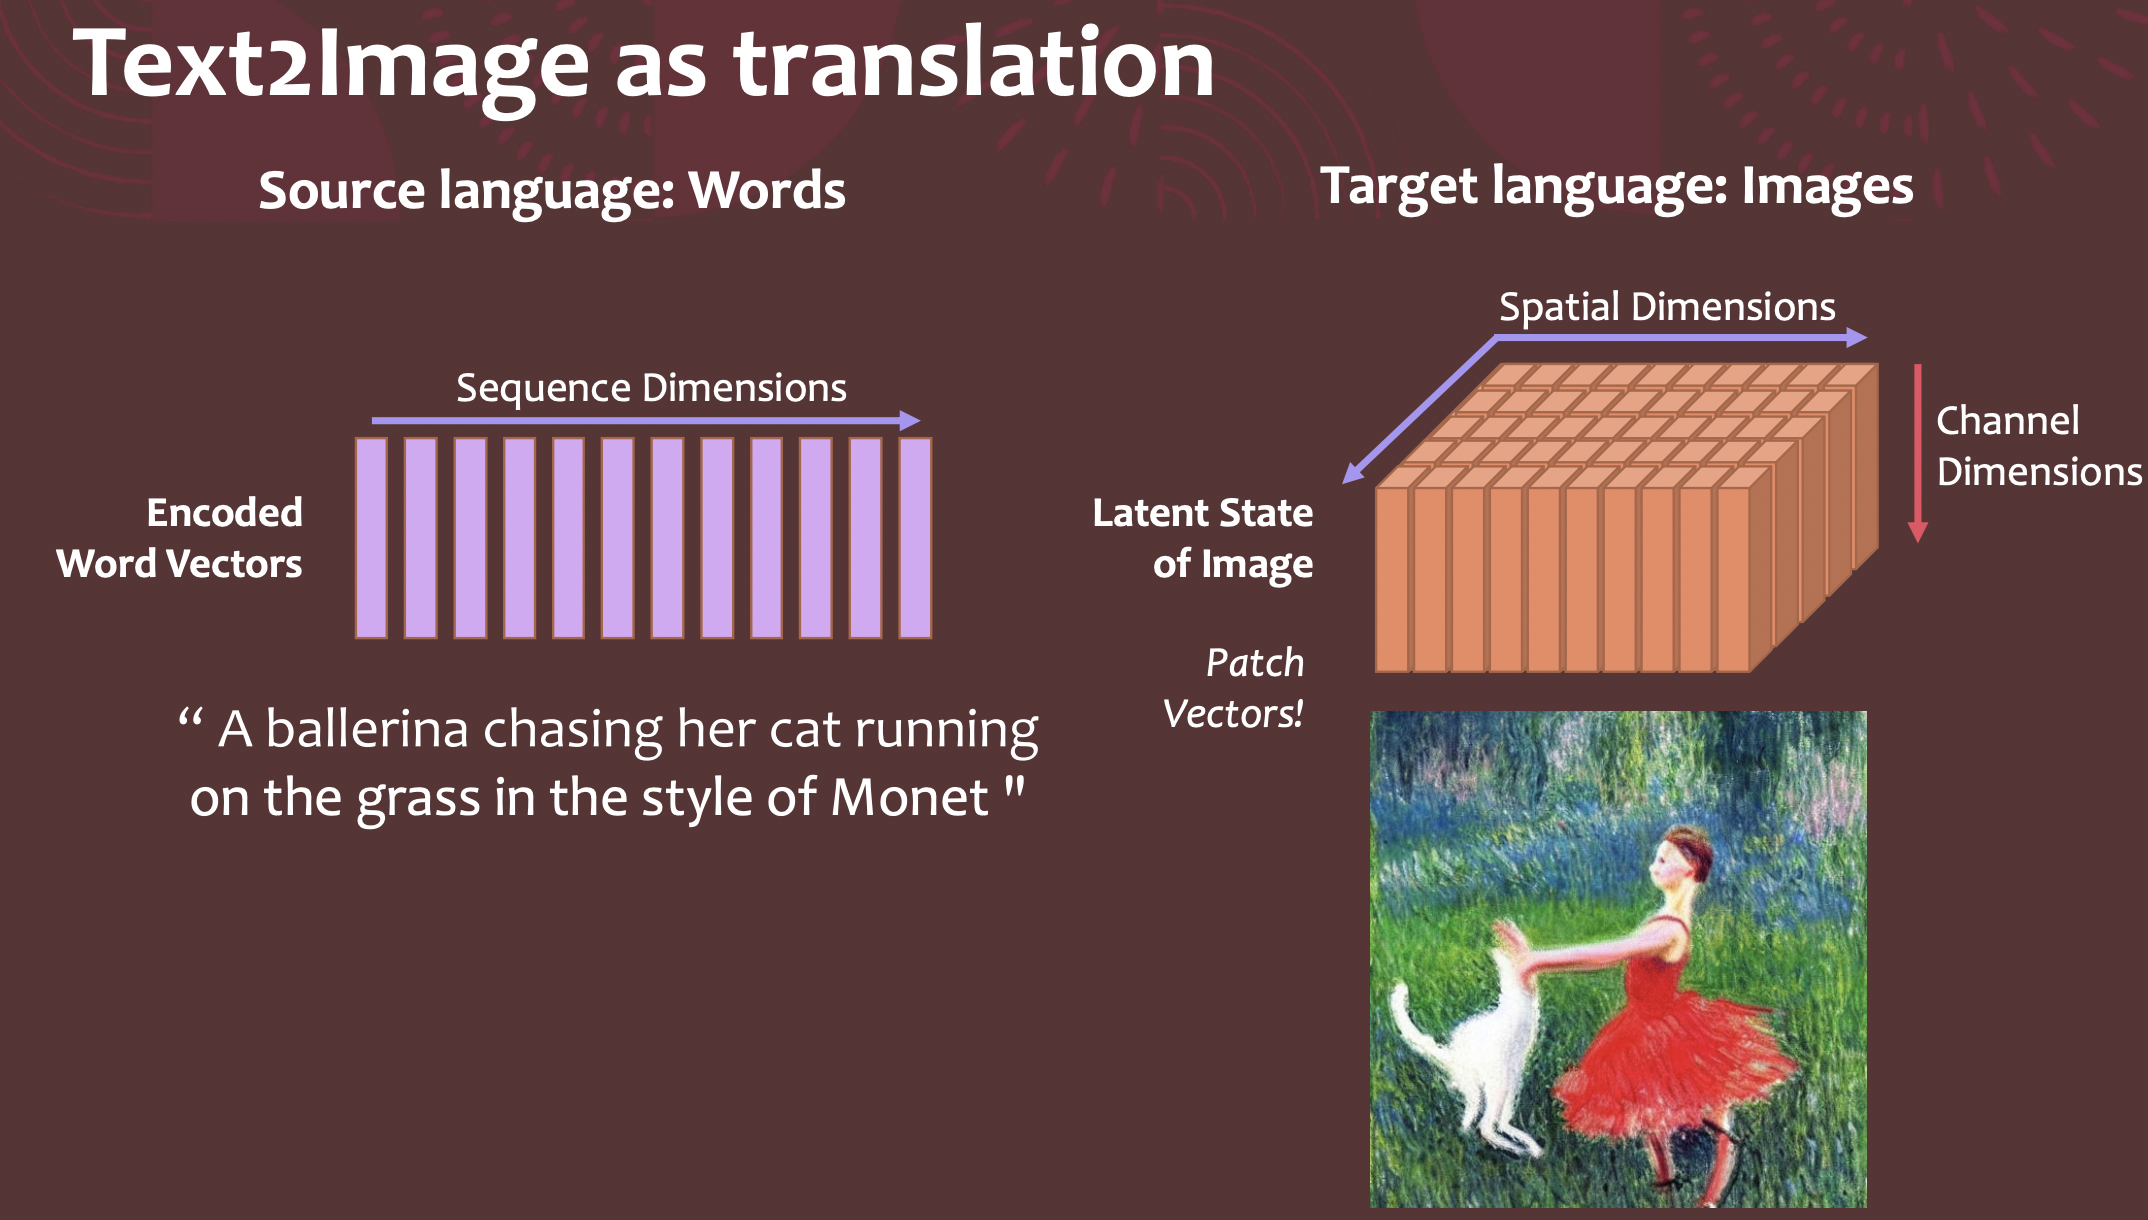 Text2Image as translation
Source language: Words
Sequence Dimensions
Encoded
Word Vectors
“ A ballerina chasing her cat running
on the grass in the style of Monet "
Target language: Images
Spatial Dimensions
Channel
Dimensions
Latent State
of Image
Patch
Vectors!